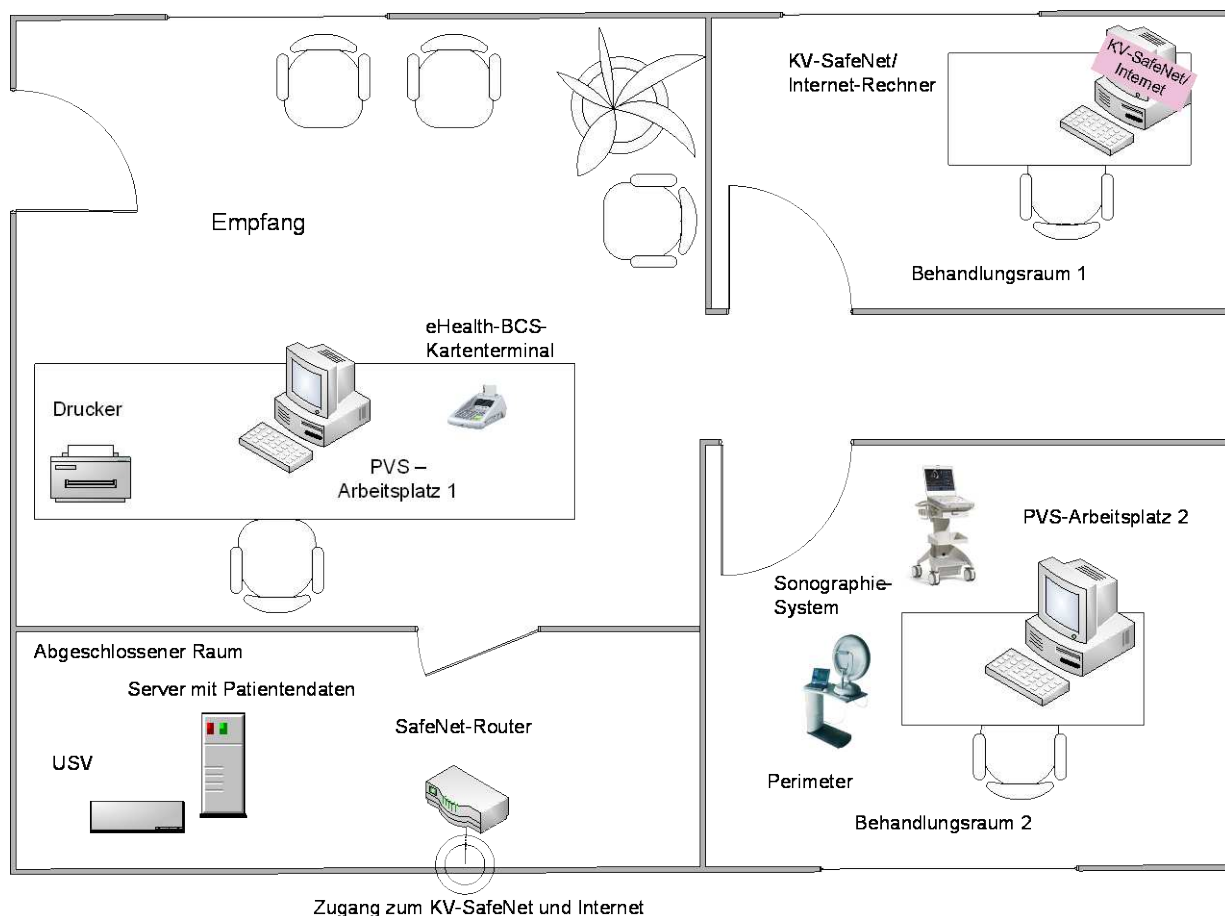 KV-SafeNet/
Internet-Rechner
KV-SafeNet/
Internet
Empfang
Behandlungsraum 1
eHealth-BCS-
Kartenterminal
Drucker
PVS –
Arbeitsplatz 1
PVS-Arbeitsplatz 2
Sonographie-
System
Abgeschlossener Raum
Server mit Patientendaten
SafeNet-Router
USV
Perimeter
Behandlungsraum 2
Zugang zum KV-SafeNet und Internet